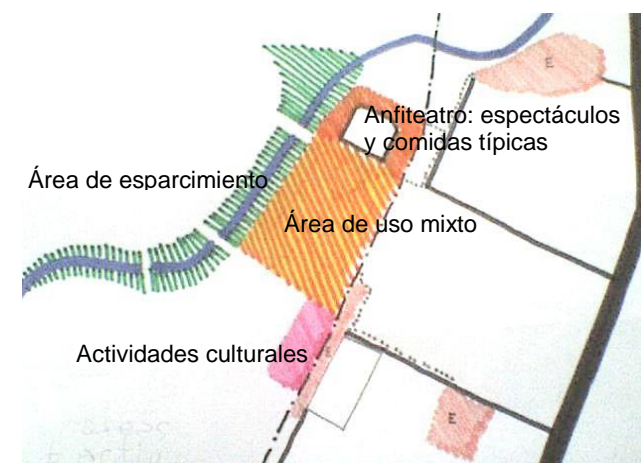 Anfiteatro: espectáculos
y comidas típicas
Área de esparcimiento
Área de uso mixto
Actividades culturales
E
E
E